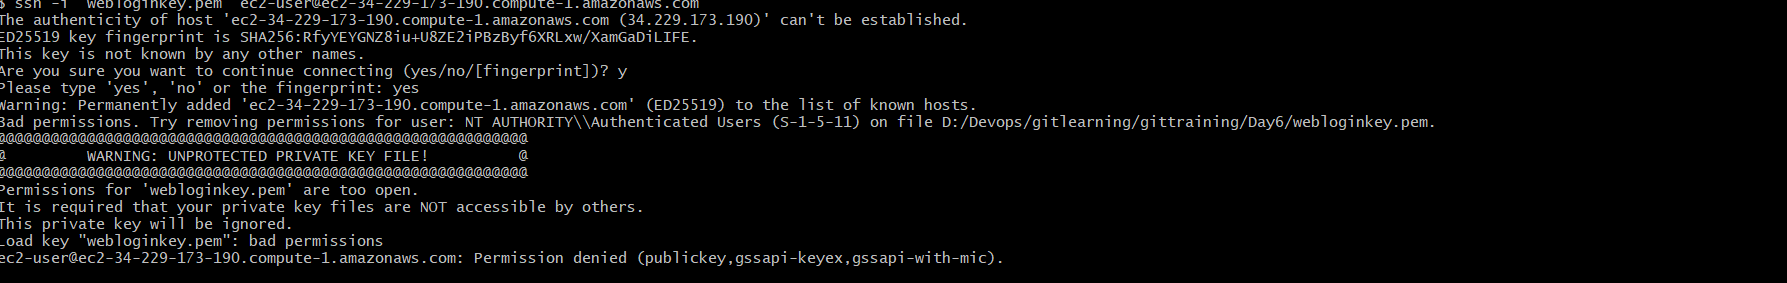 $ ssh -i "webloginkey.pem" ec2-user@ec2-34-229-173-190.compute-1.amazonaws.com
The authenticity of host 'ec2-34-229-173-190.compute-1.amazonaws.com (34.229.173.190)' can't be established.
ED25519 key fingerprint is SHA256:RfyYEYGNZ8iu+U8ZE2iPBzByf6XRLxw/XamGaDiLIFE.
This key is not known by any other names.
Are you sure you want to continue connecting (yes/no/[fingerprint])? y
Please type 'yes', 'no' or the fingerprint: yes
Warning: Permanently added 'ec2-34-229-173-190.compute-1.amazonaws.com' (ED25519) to the list of known hosts.
Bad permissions. Try removing permissions for user: NT AUTHORITY\\Authenticated Users (S-1-5-11) on file D:/Devops/gitlearning/gittraining/Day6/webloginkey.pem.
@@@@@@@@@@@@@@@@@@@@@@@@@@@@@@@@@@@@@@@@@@@@@@@@@@@@@@@@@@@
@         WARNING: UNPROTECTED PRIVATE KEY FILE!          @
@@@@@@@@@@@@@@@@@@@@@@@@@@@@@@@@@@@@@@@@@@@@@@@@@@@@@@@@@@@
Permissions for 'webloginkey.pem' are too open.
It is required that your private key files are NOT accessible by others.
This private key will be ignored.
Load key "webloginkey.pem": bad permissions
ec2-user@ec2-34-229-173-190.compute-1.amazonaws.com: Permission denied (publickey,gssapi-keyex,gssapi-with-mic).